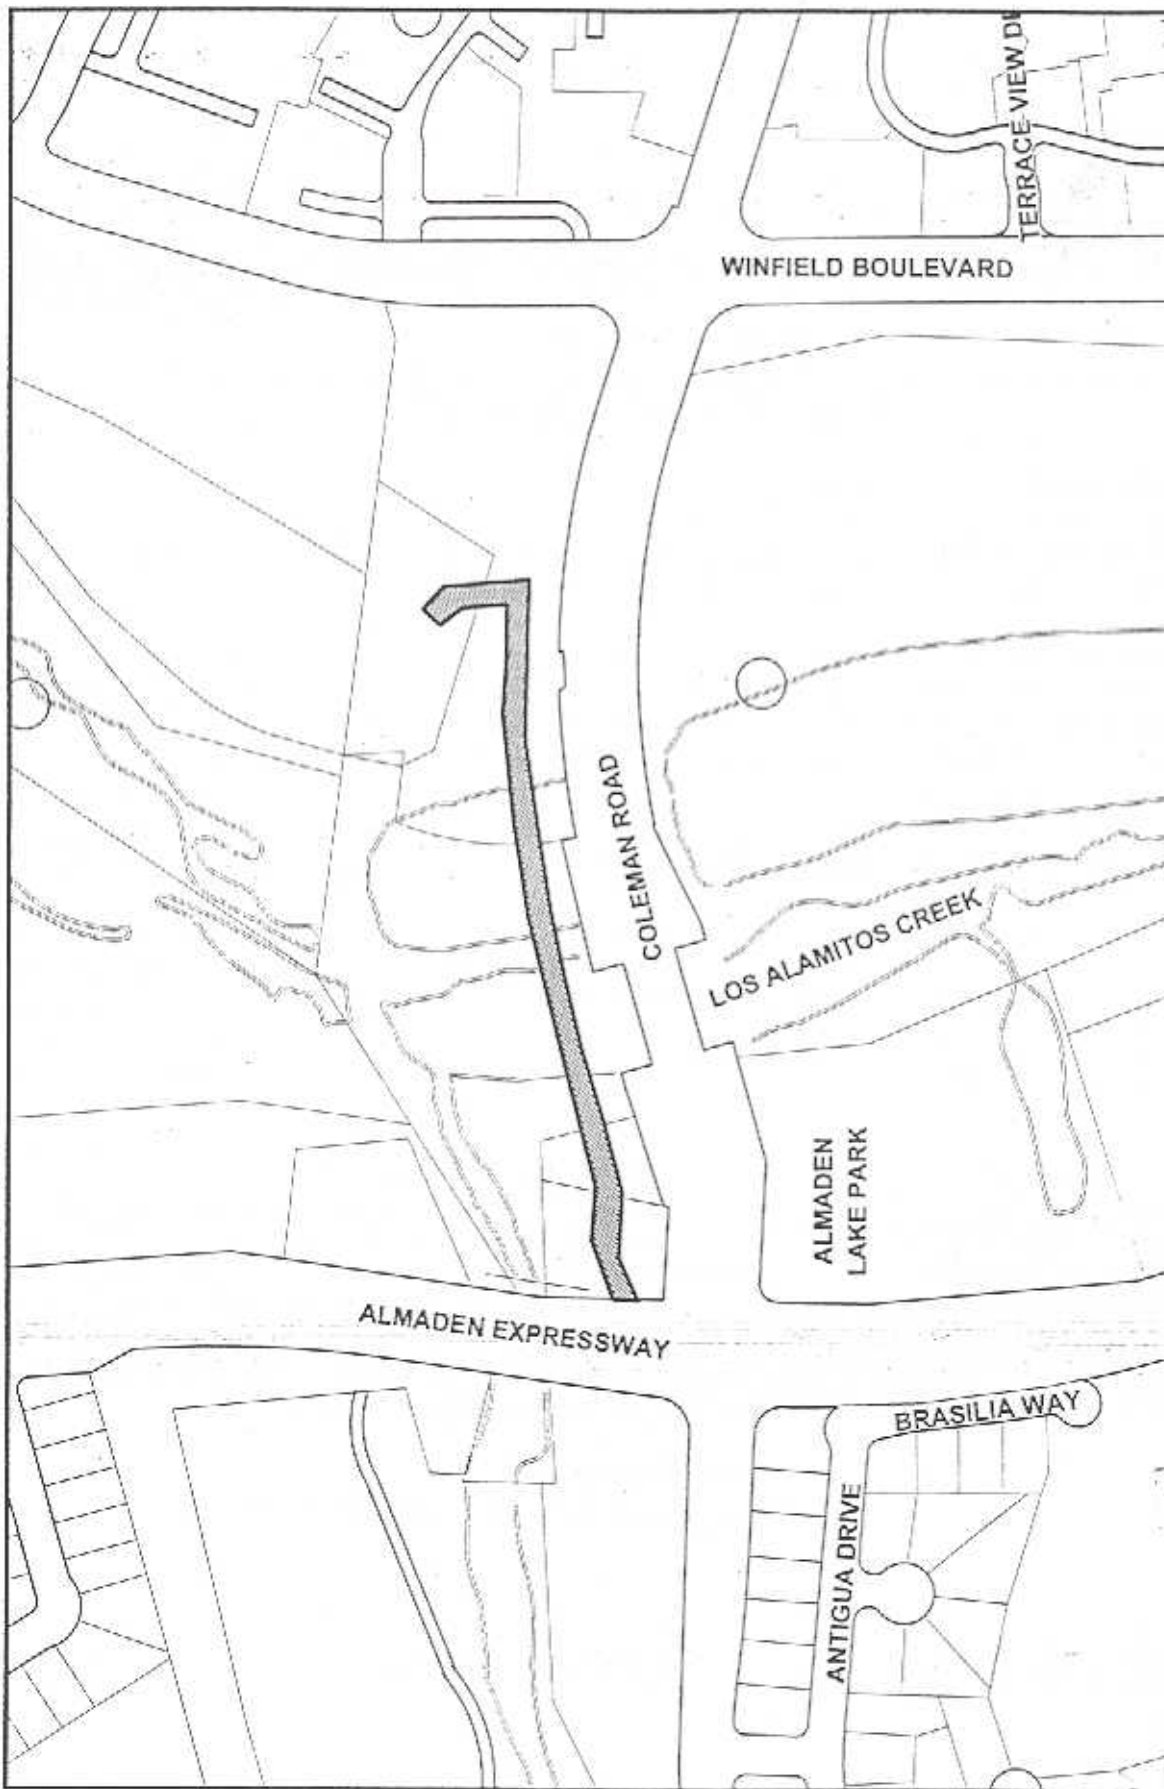 TERRACE VIEW
WINFIELD BOULEVARD
COLEMAN ROAD
LOS ALAMITOS CREEK
ALMADEN
LAKE PARK
ALMADEN EXPRESSWAY
BRASILIA WAY
ANTIGUA DRIVE